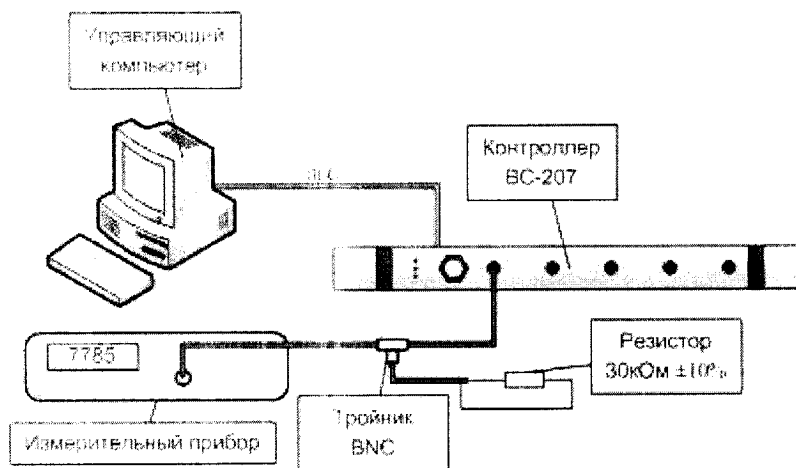 Управляющий
компьютер
Контроллер
ВС-207
7785
Резистор
30кОм ±10%
Тройник
BNC
Измерительный прибор